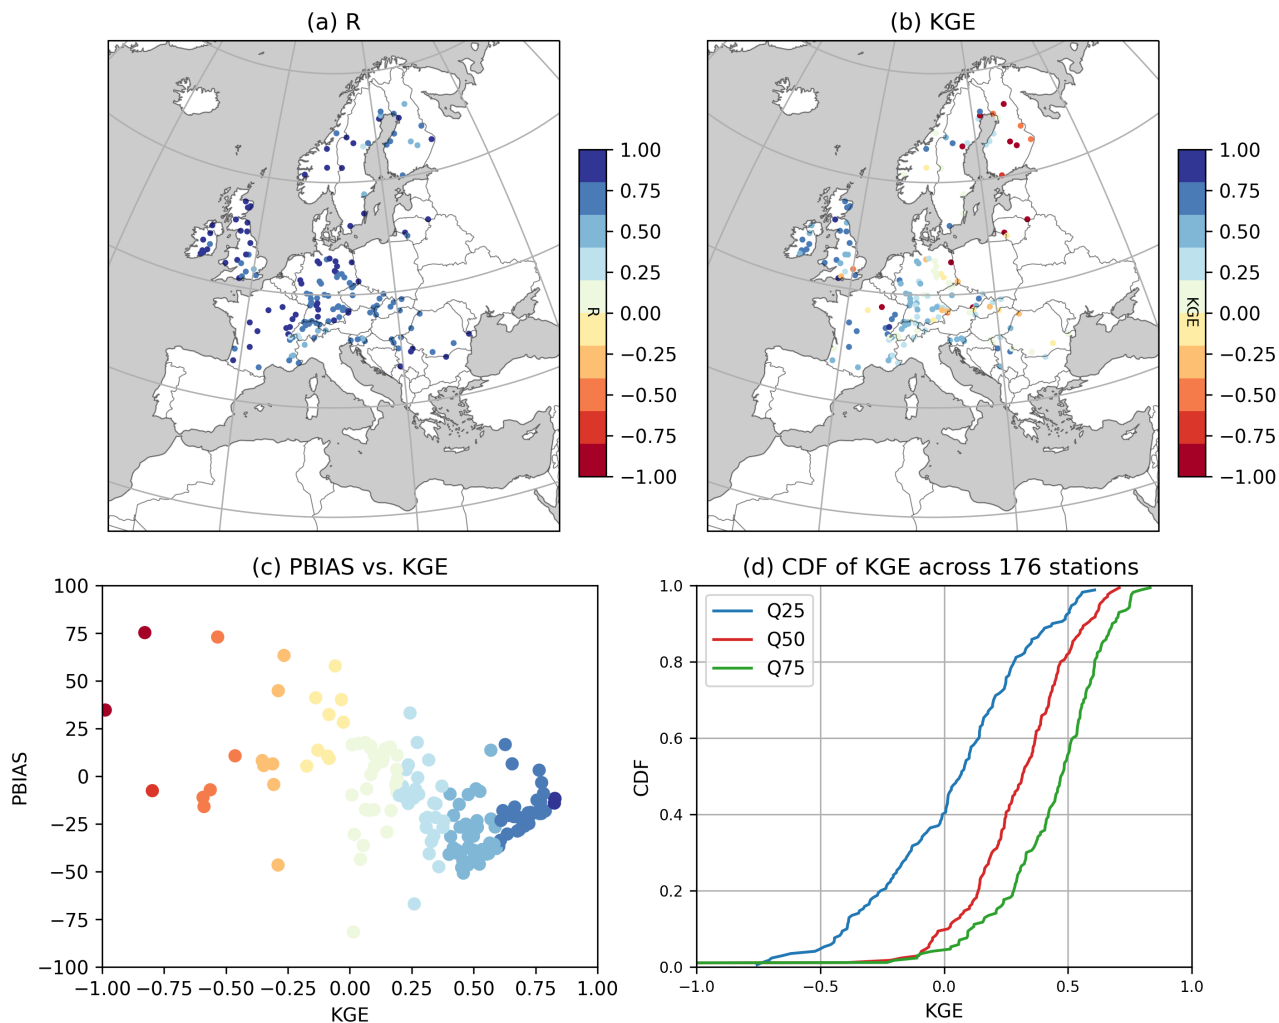 (a) R
(b) KGE
1.00
0.75
0.50
0.25
0.00
−0.25
−0.50
−0.75
−1.00
R
1.00
0.75
0.50
0.25
0.00
−0.25
−0.50
−0.75
−1.00
KGE
(c) PBIAS vs. KGE
100
75
50
25
0
−25
−50
−75
−100
PBIAS
−1.00 −0.75 −0.50 −0.25 0.00 0.25 0.50 0.75 1.00
KGE
(d) CDF of KGE across 176 stations
1.0
0.8
0.6
0.4
0.2
0.0
CDF
Q25
Q50
Q75
−1.0 −0.5 0.0 0.5 1.0
KGE